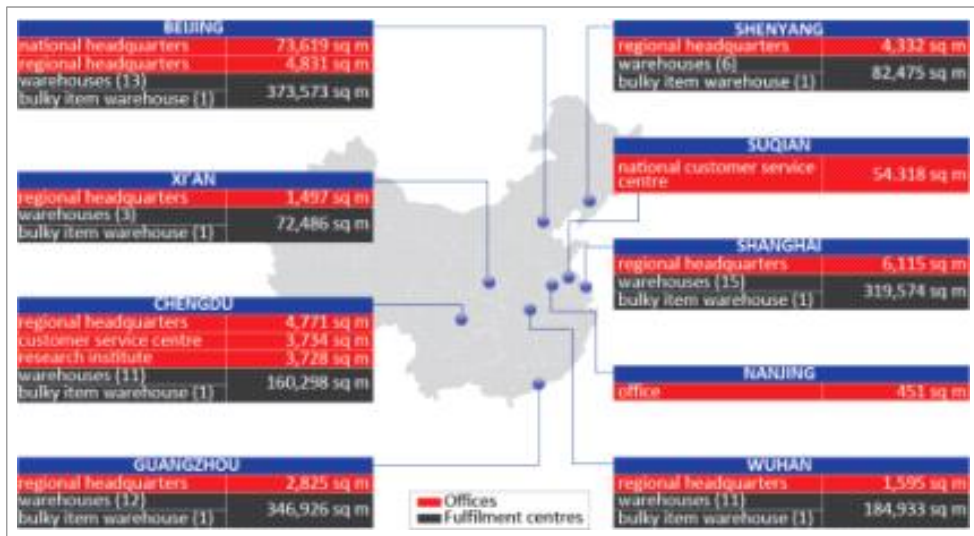 BEIJING
national headquarters 73,619 sq m
regional headquarters 4,831 sq m
warehouses (13)
bulky item warehouse (1) 373,573 sq m
XI'AN
regional headquarters 1,497 sq m
warehouses (3)
bulky item warehouse (1) 72,486 sq m
CHENGDU
regional headquarters 4,771 sq m
customer service centre 3,734 sq m
research institute 3,728 sq m
warehouses (11)
bulky item warehouse (1) 160,298 sq m
GUANGZHOU
regional headquarters 2,825 sq m
warehouses (12)
bulky item warehouse (1) 346,926 sq m
SHENYANG
regional headquarters 4,332 sq m
warehouses (6)
bulky item warehouse (1) 82,475 sq m
SUQIAN
national customer service
centre 54.318 sq m
SHANGHAI
regional headquarters 6,115 sq m
warehouses (15)
bulky item warehouse (1) 319,574 sq m
NANJING
office 451 sq m
WUHAN
regional headquarters 1,595 sq m
warehouses (11)
bulky item warehouse (1) 184,933 sq m
Offices
Fulfilment centres